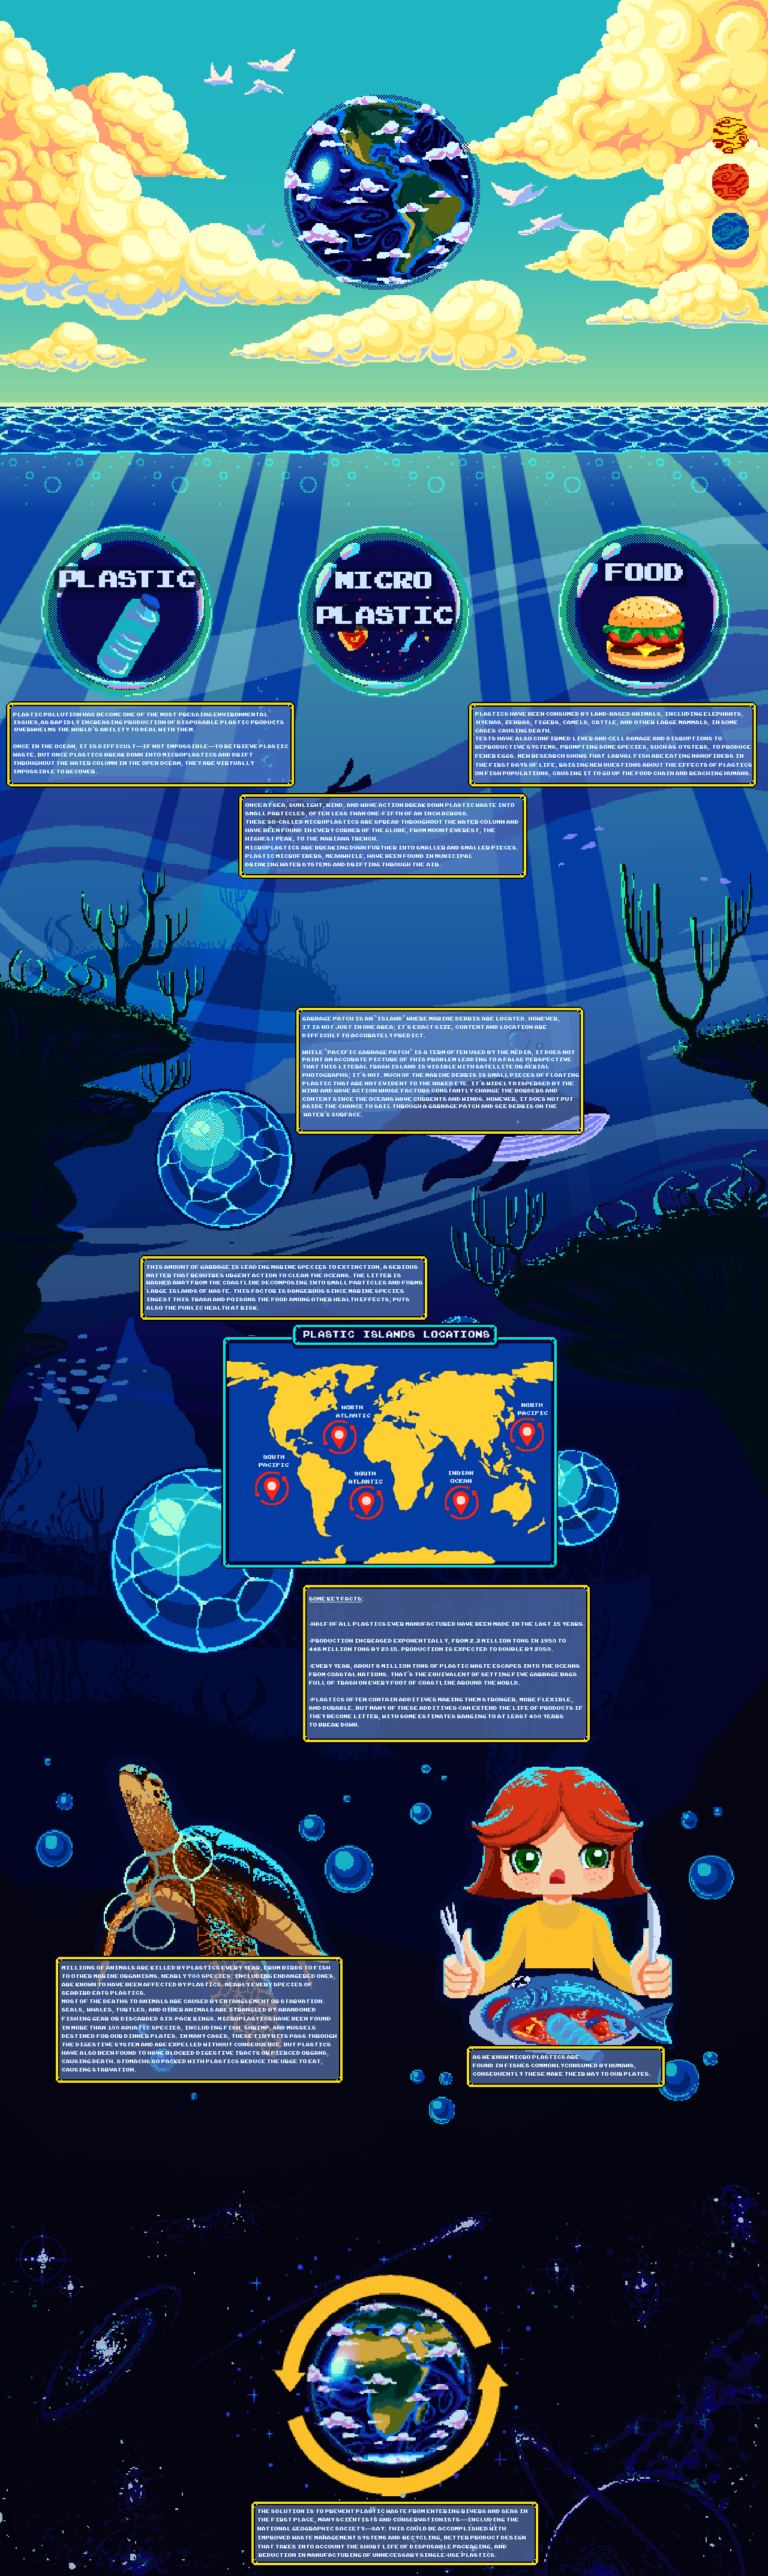 PLASTIC
MICRO
PLASTIC
FOOD
PLASTIC POLLUTION HAS BECOME ONE OF THE MOST PRESSING ENVIRONMENTAL
ISSUES, AS RAPIDLY INCREASING PRODUCTION OF DISPOSABLE PLASTIC PRODUCTS
OVERWHELMS THE WORLD'S ABILITY TO DEAL WITH THEM.
ONCE IN THE OCEAN, IT IS DIFFICULT—IF NOT IMPOSSIBLE—TO RETRIEVE PLASTIC
WASTE. BUT ONCE PLASTICS BREAK DOWN INTO MICROPLASTICS AND DRIFT
THROUGHOUT THE WATER COLUMN IN THE OPEN OCEAN, THEY ARE VIRTUALLY
IMPOSSIBLE TO RECOVER.
PLASTICS HAVE BEEN CONSUMED BY LAND-BASED ANIMALS, INCLUDING ELEPHANTS,
HYENAS, ZEBRAS, TIGERS, CAMELS, CATTLE, AND OTHER LARGE MAMMALS, IN SOME
CASES CAUSING DEATH.
TESTS HAVE ALSO CONFIRMED LIVER AND CELL DAMAGE AND DISRUPTIONS TO
REPRODUCTIVE SYSTEMS, PROMPTING SOME SPECIES, SUCH AS OYSTERS, TO PRODUCE
FEWER EGGS. NEW RESEARCH SHOWS THAT LARVAL FISH ARE EATING NANOFIBERS IN
THE FIRST DAYS OF LIFE, RAISING NEW QUESTIONS ABOUT THE EFFECTS OF PLASTICS
ON FISH POPULATIONS, CAUSING IT TO GO UP THE FOOD CHAIN AND REACHING HUMANS.
ONCE AT SEA, SUNLIGHT, WIND, AND WAVE ACTION BREAK DOWN PLASTIC WASTE INTO
SMALL PARTICLES, OFTEN LESS THAN ONE-FIFTH OF AN INCH ACROSS.
THESE SO-CALLED MICROPLASTICS ARE SPREAD THROUGHOUT THE WATER COLUMN AND
HAVE BEEN FOUND IN EVERY CORNER OF THE GLOBE, FROM MOUNT EVEREST, THE
HIGHEST PEAK, TO THE MARIANA TRENCH.
MICROPLASTICS ARE BREAKING DOWN FURTHER INTO SMALLER AND SMALLER PIECES.
PLASTIC MICROFIBERS, MEANWHILE, HAVE BEEN FOUND IN MUNICIPAL
DRINKING WATER SYSTEMS AND DRIFTING THROUGH THE AIR.
GARBAGE PATCH IS AN "ISLAND" WHERE MARINE DEBRIS ARE LOCATED. HOWEVER,
IT IS NOT JUST IN ONE AREA; IT'S EXACT SIZE, CONTENT AND LOCATION ARE
DIFFICULT TO ACCURATELY PREDICT.
WHILE "PACIFIC GARBAGE PATCH" IS A TERM OFTEN USED BY THE MEDIA, IT DOES NOT
PAINT AN ACCURATE PICTURE OF THIS PROBLEM LEADING TO A FALSE PERSPECTIVE
THAT THIS LITERAL TRASH ISLAND IS VISIBLE WITH SATELLITE OR AERIAL
PHOTOGRAPHS; IT'S NOT. MUCH OF THE MARINE DEBRIS IS SMALL PIECES OF FLOATING
PLASTIC THAT ARE NOT EVIDENT TO THE NAKED EYE. IT'S WIDELY DISPERSED BY THE
WIND AND WAVE ACTION WHOSE FACTORS CONSTANTLY CHANGE THE BORDERS AND
CONTENT SINCE THE OCEANS HAVE CURRENTS AND WINDS. HOWEVER, IT DOES NOT PUT
ASIDE THE CHANCE TO SAIL THROUGH A GARBAGE PATCH AND SEE DEBRIS ON THE
WATER'S SURFACE.
THIS AMOUNT OF GARBAGE IS LEADING MARINE SPECIES TO EXTINCTION, A SERIOUS
MATTER THAT REQUIRES URGENT ACTION TO CLEAN THE OCEANS. THE LITTER IS
WASHED AWAY FROM THE COASTLINE DECOMPOSING INTO SMALL PARTICLES AND FORMS
LARGE ISLANDS OF WASTE. THIS FACTOR IS DANGEROUS SINCE MARINE SPECIES
INGEST THIS TRASH AND POISONS THE FOOD AMONG OTHER HEALTH EFFECTS; PUTS
ALSO THE PUBLIC HEALTH AT RISK.
PLASTIC ISLANDS LOCATIONS
NORTH
ATLANTIC
NORTH
PACIFIC
SOUTH
PACIFIC
SOUTH
ATLANTIC
INDIAN
OCEAN
SOME KEY FACTS:
-HALF OF ALL PLASTICS EVER MANUFACTURED HAVE BEEN MADE IN THE LAST 15 YEARS.
-PRODUCTION INCREASED EXPONENTIALLY, FROM 2.3 MILLION TONS IN 1950 TO
448 MILLION TONS BY 2015. PRODUCTION IS EXPECTED TO DOUBLE BY 2050.
-EVERY YEAR, ABOUT 8 MILLION TONS OF PLASTIC WASTE ESCAPES INTO THE OCEANS
FROM COASTAL NATIONS. THAT'S THE EQUIVALENT OF SETTING FIVE GARBAGE BAGS
FULL OF TRASH ON EVERY FOOT OF COASTLINE AROUND THE WORLD.
-PLASTICS OFTEN CONTAIN ADDITIVES MAKING THEM STRONGER, MORE FLEXIBLE,
AND DURABLE. BUT MANY OF THESE ADDITIVES CAN EXTEND THE LIFE OF PRODUCTS IF
THEY BECOME LITTER, WITH SOME ESTIMATES RANGING TO AT LEAST 400 YEARS
TO BREAK DOWN.
MILLIONS OF ANIMALS ARE KILLED BY PLASTICS EVERY YEAR, FROM BIRDS TO FISH
TO OTHER MARINE ORGANISMS. NEARLY 700 SPECIES, INCLUDING ENDANGERED ONES,
ARE KNOWN TO HAVE BEEN AFFECTED BY PLASTICS. NEARLY EVERY SPECIES OF
SEABIRD EATS PLASTICS.
MOST OF THE DEATHS TO ANIMALS ARE CAUSED BY ENTANGLEMENT OR STARVATION.
SEALS, WHALES, TURTLES, AND OTHER ANIMALS ARE STRANGLED BY ABANDONED
FISHING GEAR OR DISCARDED SIX-PACK RINGS. MICROPLASTICS HAVE BEEN FOUND
IN MORE THAN 100 AQUATIC SPECIES, INCLUDING FISH, SHRIMP, AND MUSSELS
DESTINED FOR OUR DINNER PLATES. IN MANY CASES, THESE TINY BITS PASS THROUGH
THE DIGESTIVE SYSTEM AND ARE EXPELLED WITHOUT CONSEQUENCE. BUT PLASTICS
HAVE ALSO BEEN FOUND TO HAVE BLOCKED DIGESTIVE TRACTS OR PIERCED ORGANS,
CAUSING DEATH. STOMACHS SO PACKED WITH PLASTICS REDUCE THE URGE TO EAT,
CAUSING STARVATION.
AS WE KNOW MICRO PLASTICS ARE
FOUND IN FISHES COMMONLY CONSUMED BY HUMANS,
CONSEQUENTLY THESE MAKE THEIR WAY TO OUR PLATES.
THE SOLUTION IS TO PREVENT PLASTIC WASTE FROM ENTERING RIVERS AND SEAS IN
THE FIRST PLACE, MANY SCIENTISTS AND CONSERVATIONISTS—INCLUDING THE
NATIONAL GEOGRAPHIC SOCIETY—SAY. THIS COULD BE ACCOMPLISHED WITH
IMPROVED WASTE MANAGEMENT SYSTEMS AND RECYCLING, BETTER PRODUCT DESIGN
THAT TAKES INTO ACCOUNT THE SHORT LIFE OF DISPOSABLE PACKAGING, AND
REDUCTION IN MANUFACTURING OF UNNECESSARY SINGLE-USE PLASTICS.